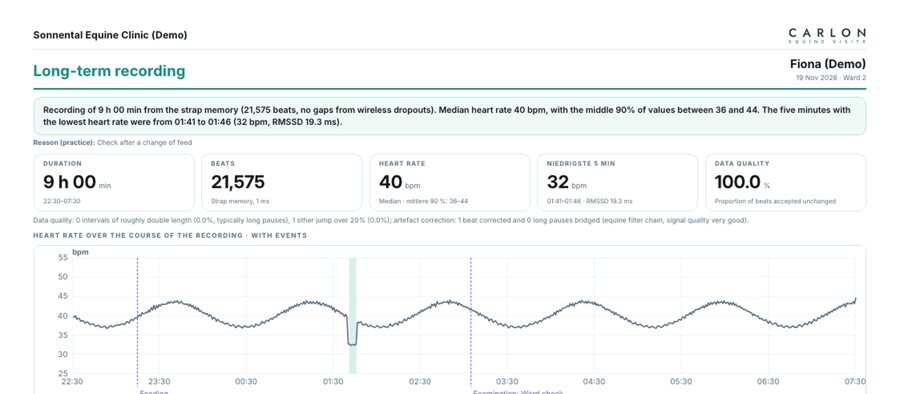 Sonnental Equine Clinic (Demo)
CARLON
EQUINE VISITE
Long-term recording
Fiona (Demo)
19 Nov 2026 · Ward 2
Recording of 9 h 00 min from the strap memory (21,575 beats, no gaps from wireless dropouts). Median heart rate 40 bpm, with the middle 90% of values between 36 and 44. The five minutes with
the lowest heart rate were from 01:41 to 01:46 (32 bpm, RMSSD 19.3 ms).
Reason (practice): Check after a change of feed
DURATION
9 h 00 min
22:30–07:30
BEATS
21,575
Strap memory, 1 ms
HEART RATE
40 bpm
Median · mittlere 90 %: 36–44
NIEDRIGSTE 5 MIN
32 bpm
01:41–01:46 · RMSSD 19.3 ms
DATA QUALITY
100.0 %
Proportion of beats accepted unchanged
Data quality: 0 intervals of roughly double length (0.0%, typically long pauses), 1 other jump over 20% (0.0%); artefact correction: 1 beat corrected and 0 long pauses bridged (equine filter chain, signal quality very good).
HEART RATE OVER THE COURSE OF THE RECORDING · WITH EVENTS
bpm
55
50
45
40
35
30
25
22:30 23:30 00:30 01:30 02:30 03:30 04:30 05:30 06:30 07:30
Feeding
Examination: Ward check